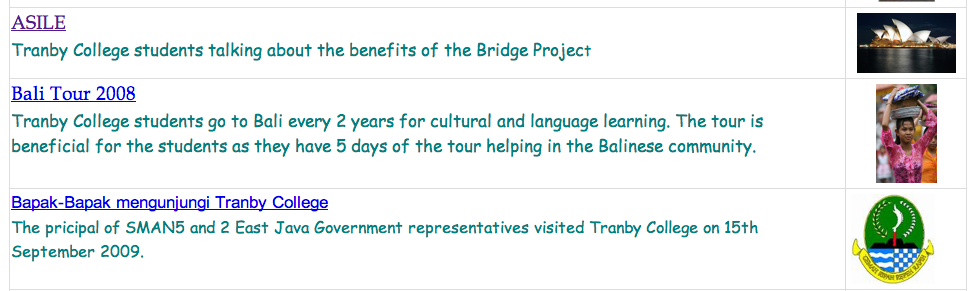 ASILE
Tranby College students talking about the benefits of the Bridge Project
Bali Tour 2008
Tranby College students go to Bali every 2 years for cultural and language learning. The tour is
beneficial for the students as they have 5 days of the tour helping in the Balinese community.
Bapak-Bapak mengunjungi Tranby College
The pricipal of SMAN5 and 2 East Java Government representatives visited Tranby College on 15th
September 2009.